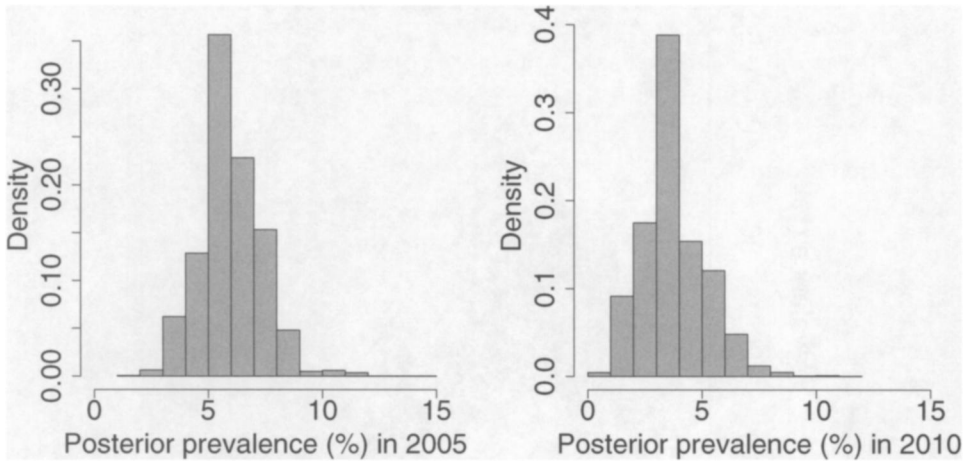 Density
0.00 0.10 0.20 0.30
0 5 10 15
Posterior prevalence (%) in 2005
Density
0.0 0.1 0.2 0.3 0.4
0 5 10 15
Posterior prevalence (%) in 2010